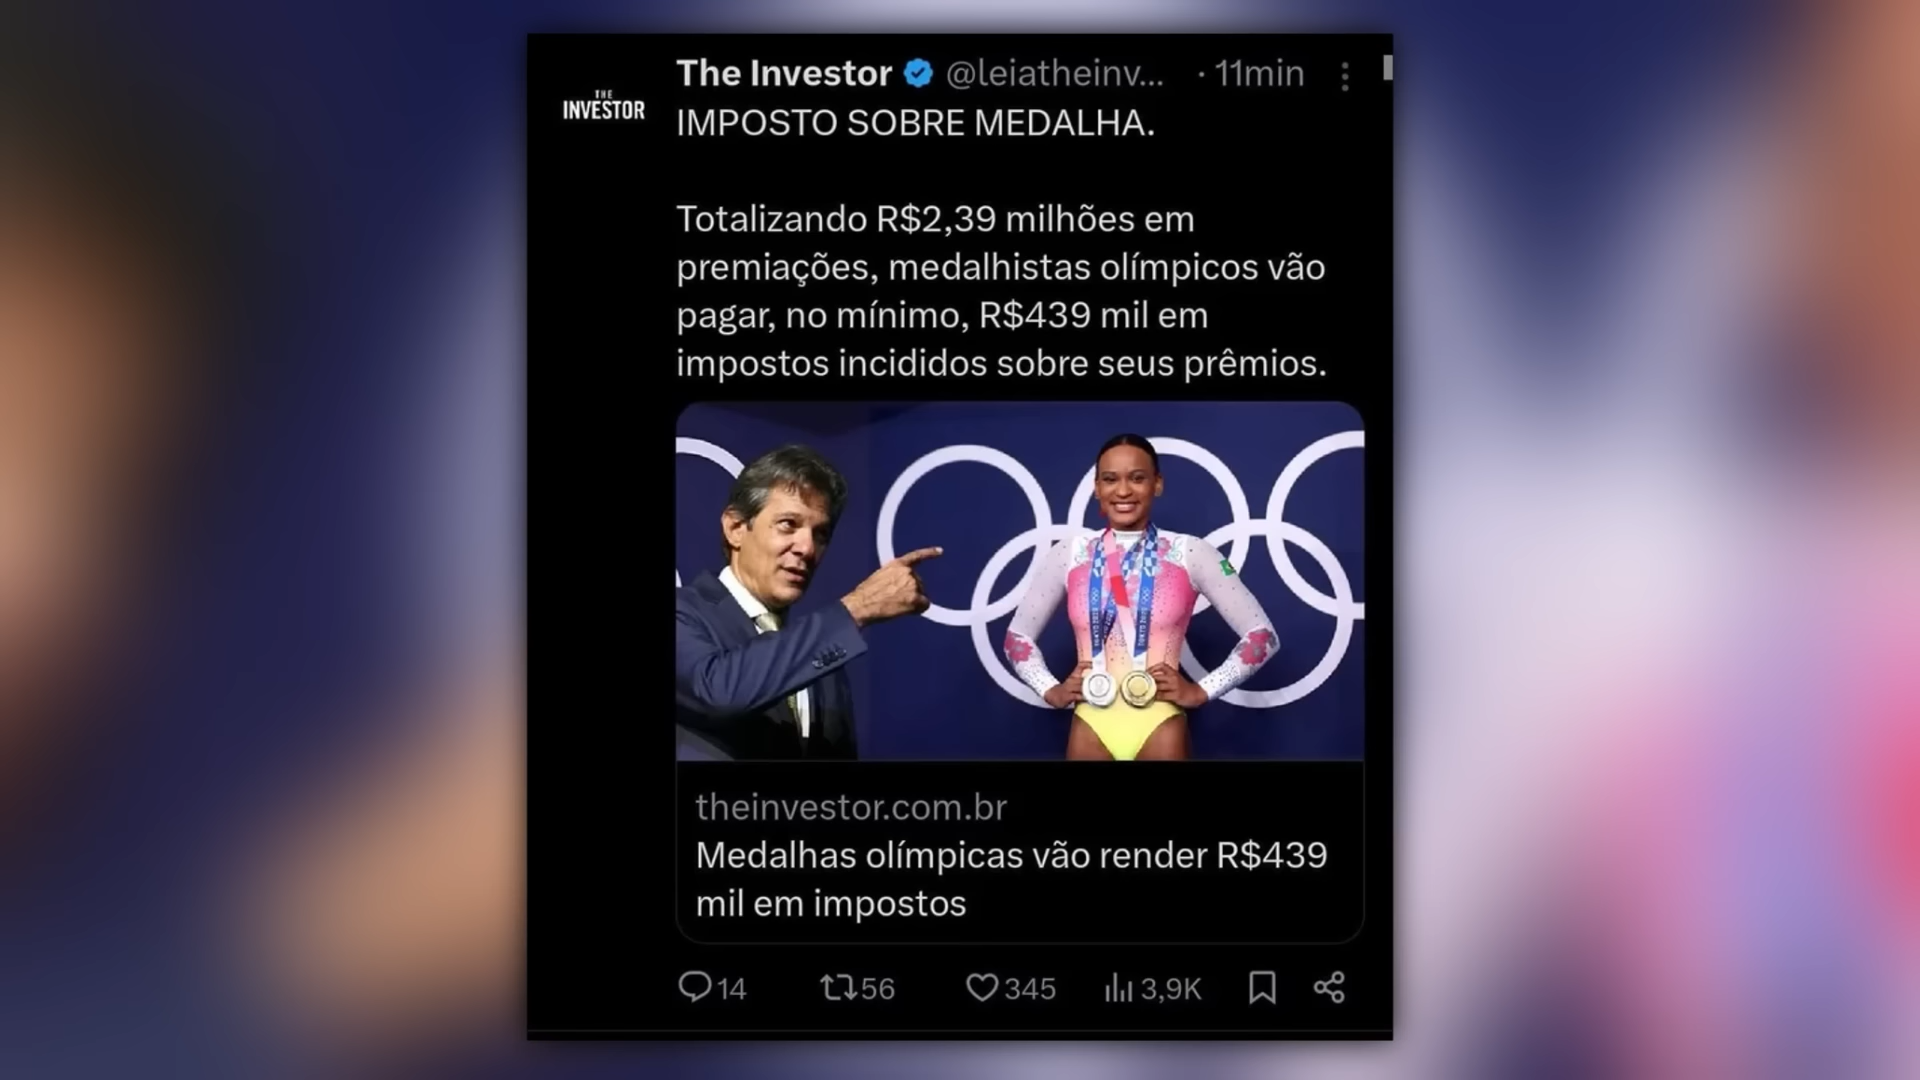 THE
INVESTOR
The Investor @leiatheinv... · 11min
IMPOSTO SOBRE MEDALHA.
Totalizando R$2,39 milhões em
premiações, medalhistas olímpicos vão
pagar, no mínimo, R$439 mil em
impostos incididos sobre seus prêmios.
theinvestor.com.br
Medalhas olímpicas vão render R$439
mil em impostos
14 56 345 3,9K